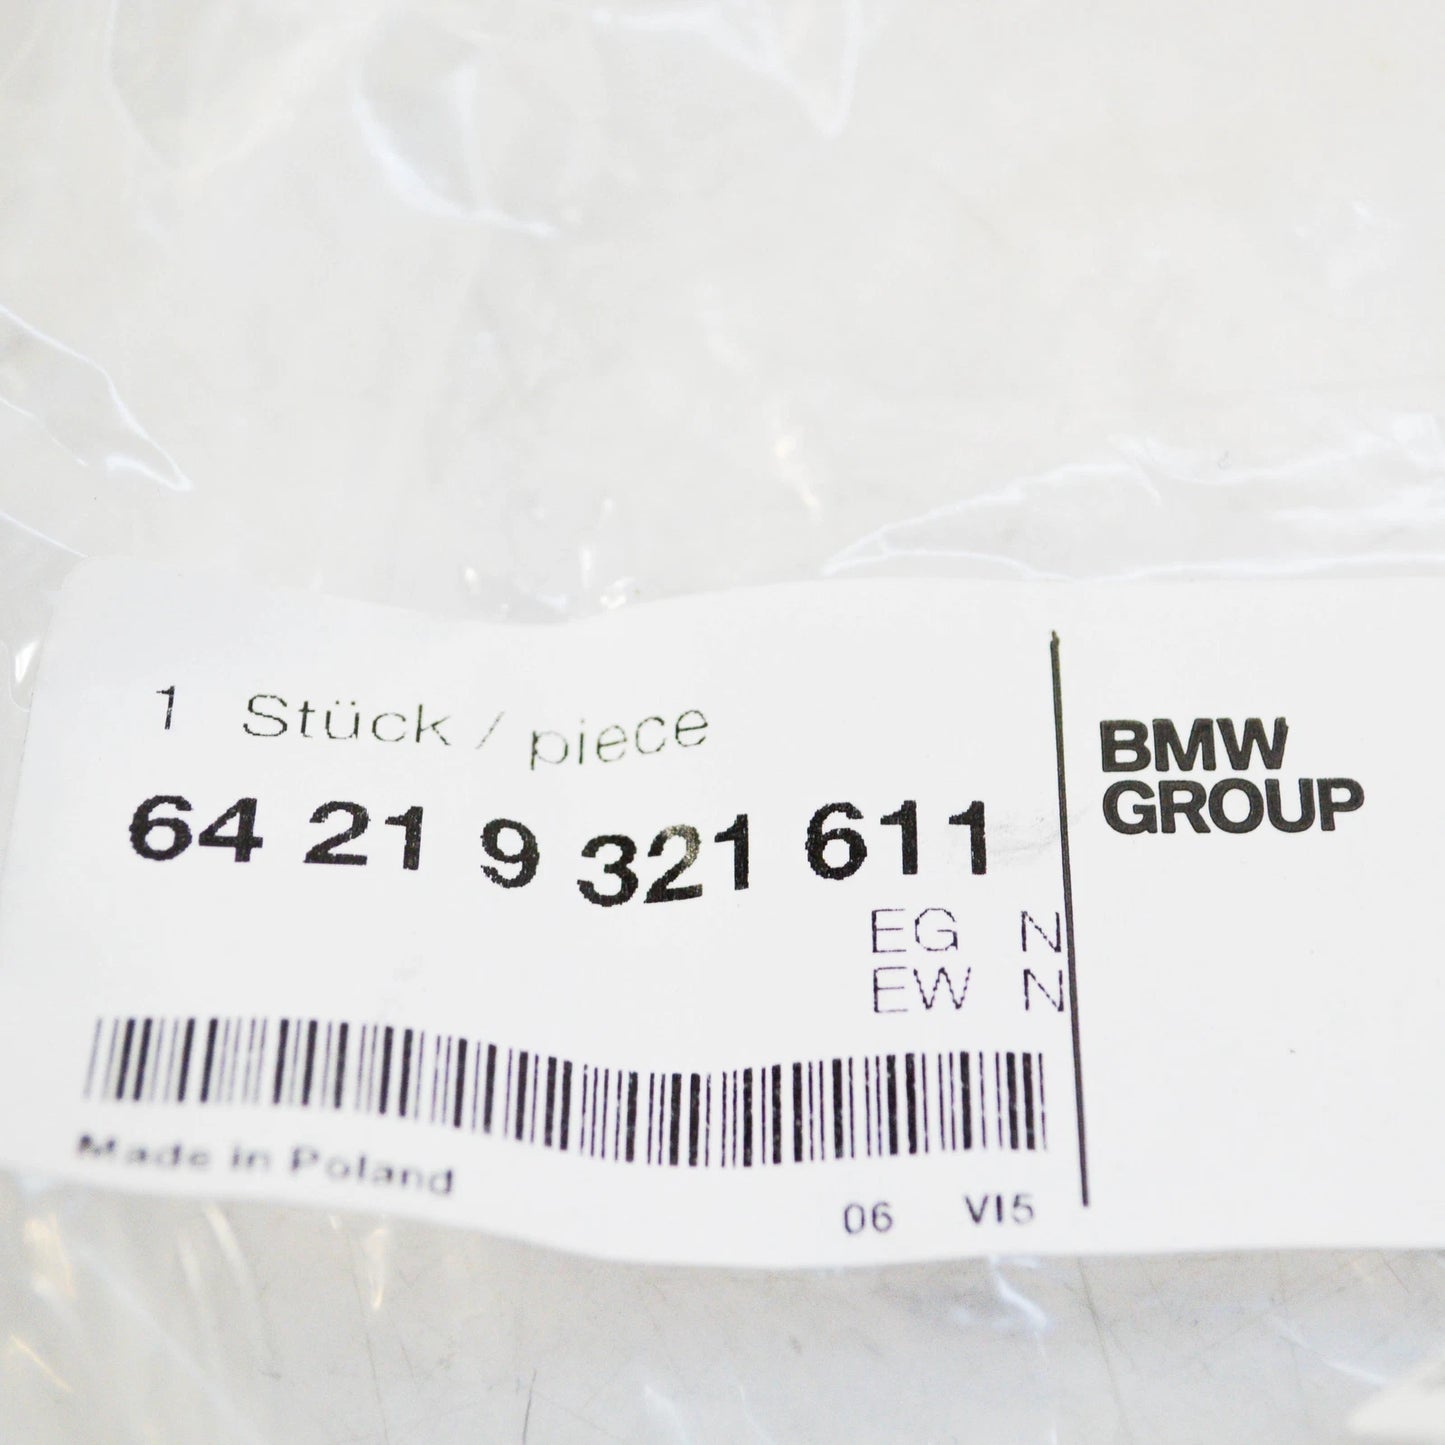 1 Stück / piece
64 21 9 321 611
EG N
EW N
Made in Poland
06 VI5
BMW
GROUP